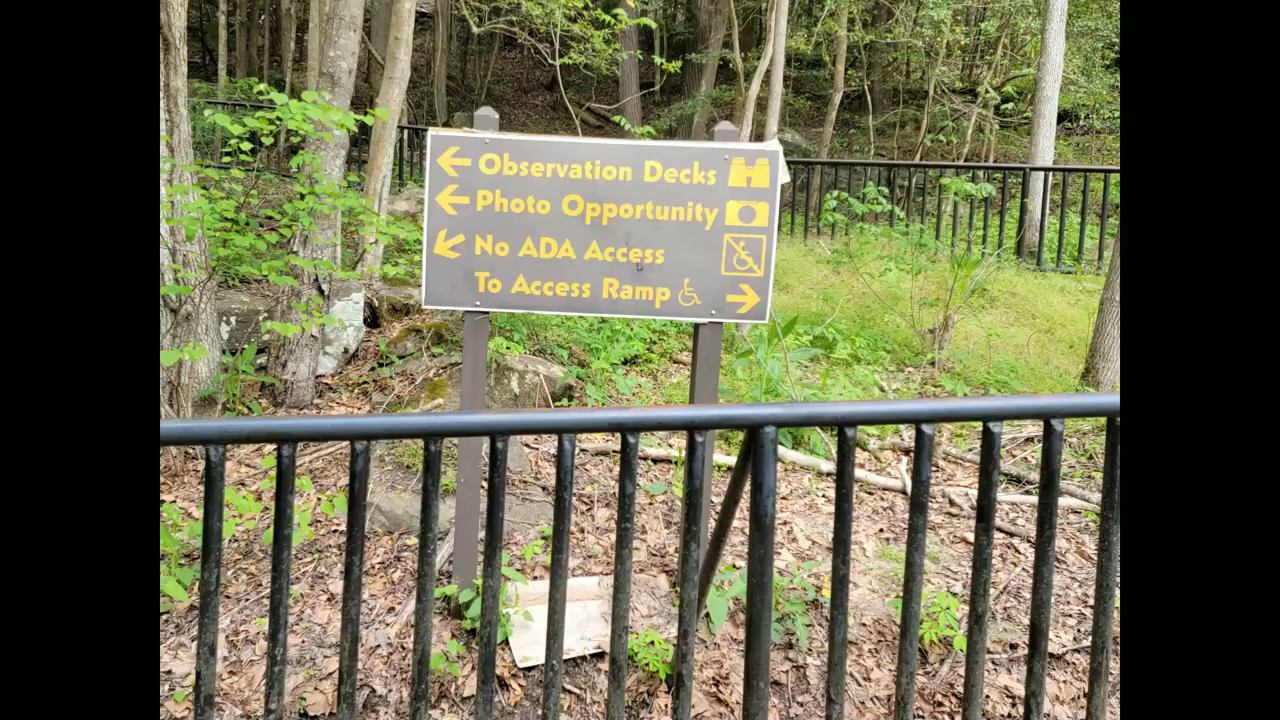 Observation Decks
Photo Opportunity
No ADA Access
To Access Ramp